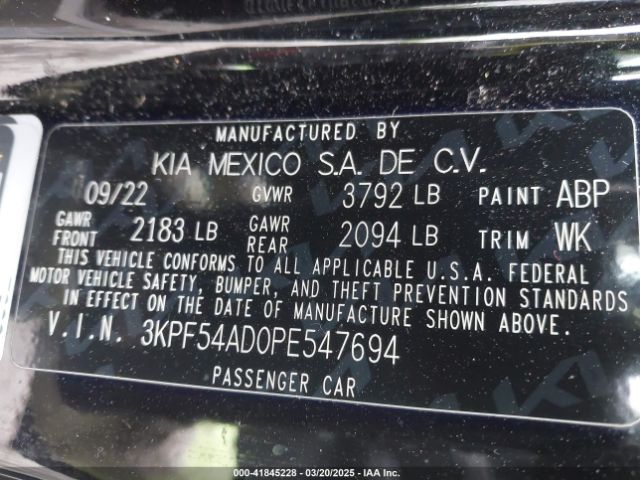 MANUFACTURED BY
KIA MEXICO S.A. DE C.V.
09/22 GVWR 3792 LB PAINT ABP
GAWR FRONT 2183 LB GAWR REAR 2094 LB TRIM WK
THIS VEHICLE CONFORMS TO ALL APPLICABLE U.S.A. FEDERAL
MOTOR VEHICLE SAFETY, BUMPER, AND THEFT PREVENTION STANDARDS
IN EFFECT ON THE DATE OF MANUFACTURE SHOWN ABOVE.
V.I.N. 3KPF54AD0PE547694
PASSENGER CAR
000-41845228 | 03/20/2025 | IAA Inc.